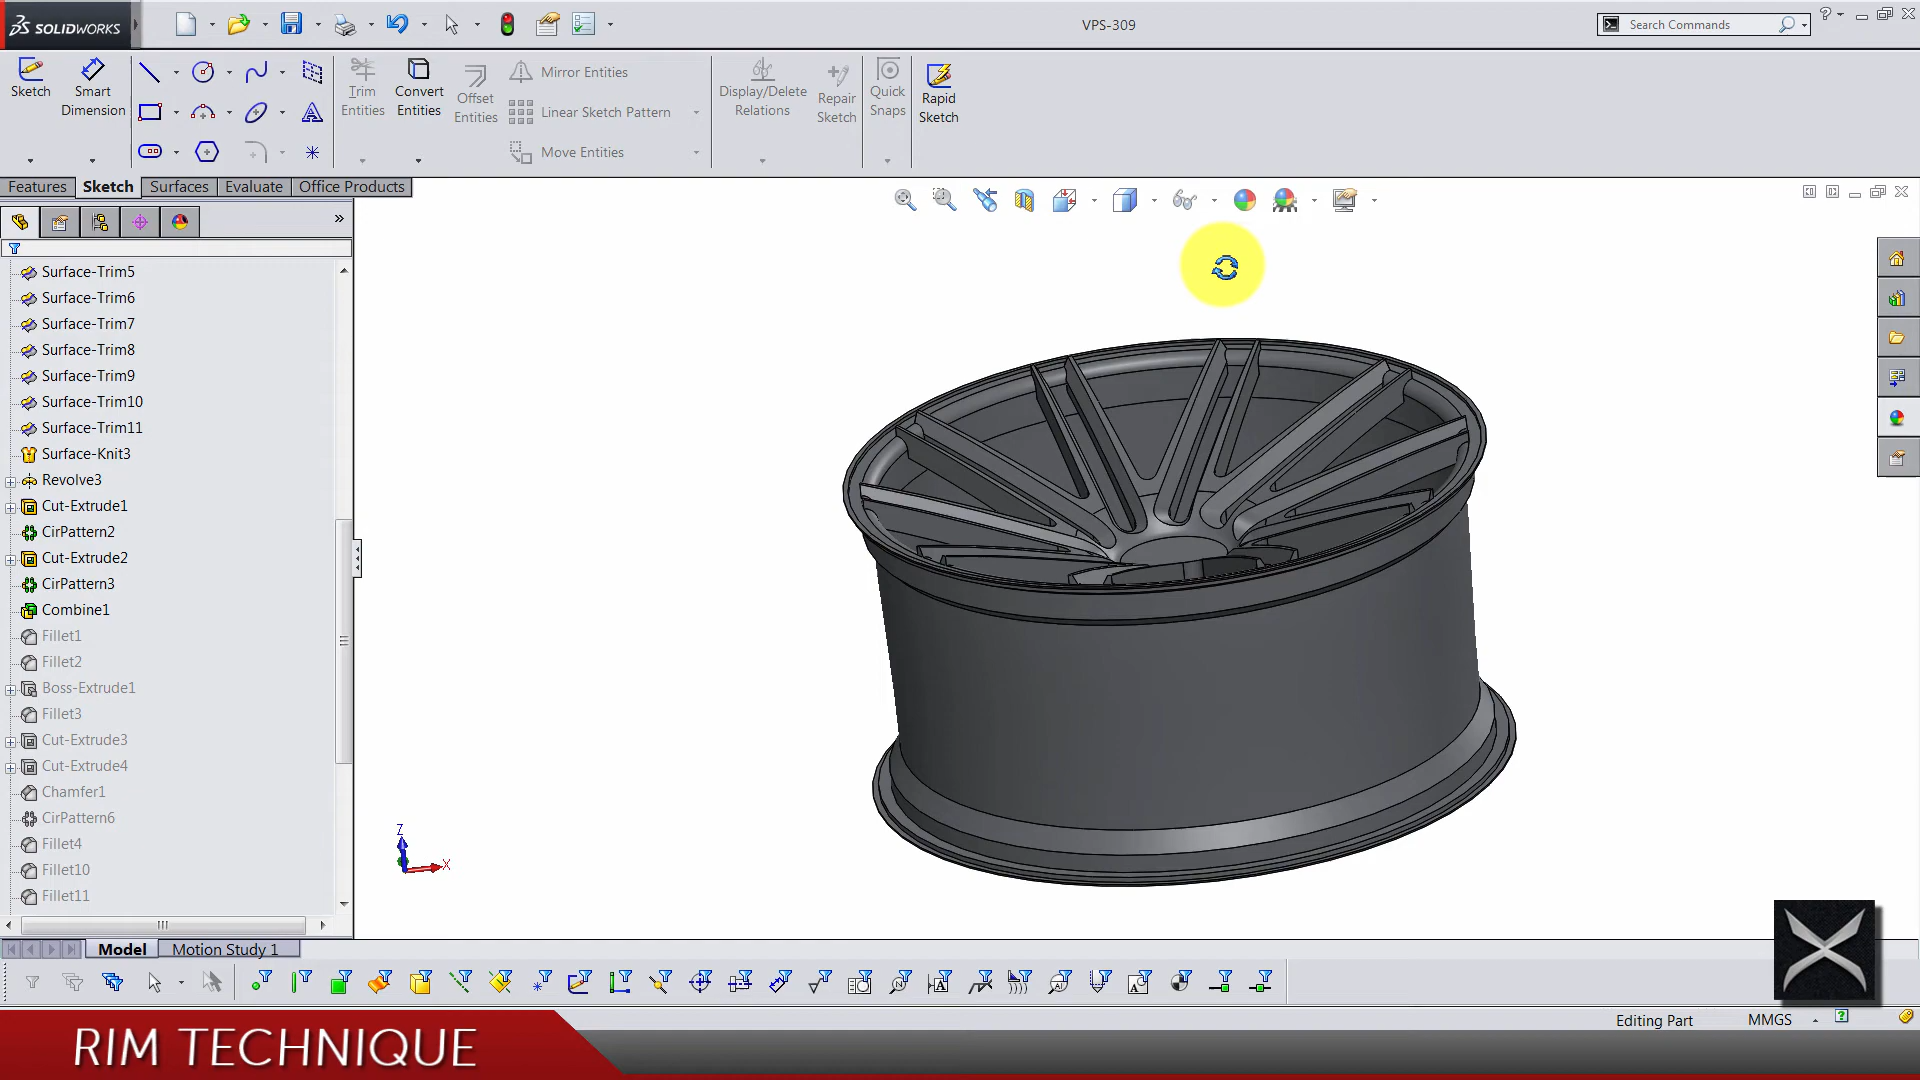 SOLIDWORKS
VPS-309
Search Commands
Sketch
Smart
Dimension
Trim
Entities
Convert
Entities
Offset
Entities
Mirror Entities
Linear Sketch Pattern
Move Entities
Display/Delete
Relations
Repair
Sketch
Quick
Snaps
Rapid
Sketch
Features
Sketch
Surfaces
Evaluate
Office Products
Surface-Trim5
Surface-Trim6
Surface-Trim7
Surface-Trim8
Surface-Trim9
Surface-Trim10
Surface-Trim11
Surface-Knit3
Revolve3
Cut-Extrude1
CirPattern2
Cut-Extrude2
CirPattern3
Combine1
Fillet1
Fillet2
Boss-Extrude1
Fillet3
Cut-Extrude3
Cut-Extrude4
Chamfer1
CirPattern6
Fillet4
Fillet10
Fillet11
Z
X
Model
Motion Study 1
Editing Part
MMGS
RIM TECHNIQUE